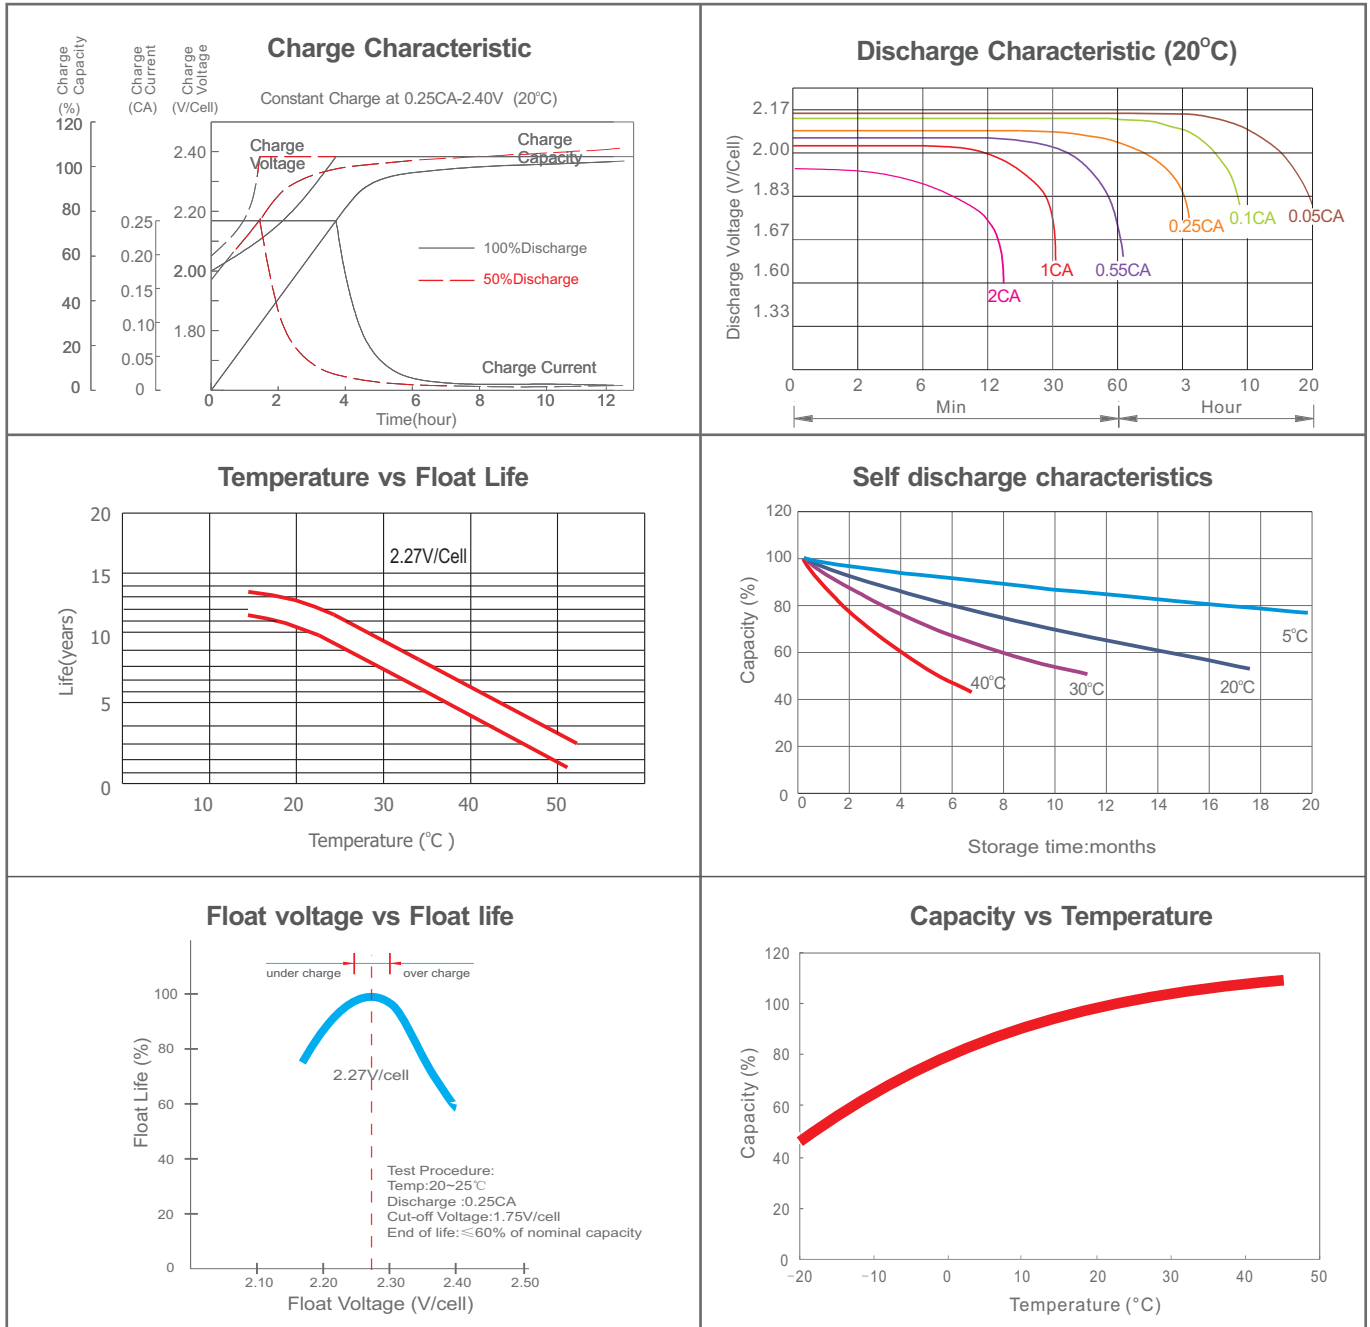 Charge Characteristic
Charge Capacity (%)
Charge Current (CA)
Charge Voltage (V/Cell)
Constant Charge at 0.25CA-2.40V (20°C)
120
100
80
60
40
20
0
0.25
0.20
0.15
0.10
0.05
0
2.40
2.20
2.00
1.80
Charge
Voltage
Charge
Capacity
100%Discharge
50%Discharge
Charge Current
0 2 4 6 8 10 12
Time(hour)
Discharge Characteristic (20°C)
Discharge Voltage (V/Cell)
2.17
2.00
1.83
1.67
1.60
1.33
2CA
1CA
0.55CA
0.25CA
0.1CA
0.05CA
0 2 6 12 30 60 3 10 20
Min Hour
Temperature vs Float Life
Life(years)
20
15
10
5
0
2.27V/Cell
10 20 30 40 50
Temperature (°C )
Self discharge characteristics
Capacity (%)
120
100
80
60
40
20
0
5°C
20°C
30°C
40°C
0 2 4 6 8 10 12 14 16 18 20
Storage time:months
Float voltage vs Float life
under charge over charge
Float Life (%)
100
80
60
40
20
0
2.27V/cell
Test Procedure:
Temp:20~25℃
Discharge :0.25CA
Cut-off Voltage:1.75V/cell
End of life:≤60% of nominal capacity
2.10 2.20 2.30 2.40 2.50
Float Voltage (V/cell)
Capacity vs Temperature
Capacity (%)
120
100
80
60
40
20
0
−20 −10 0 10 20 30 40 50
Temperature (°C)